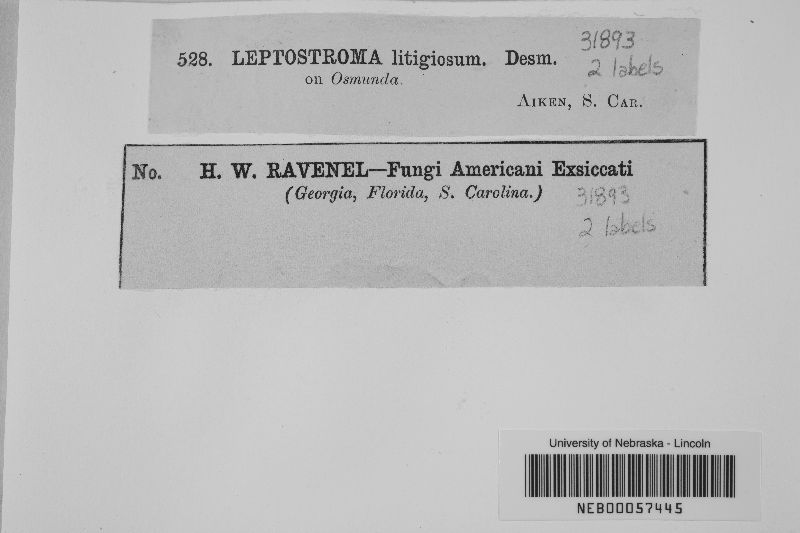 528. LEPTOSTROMA litigiosum. Desm.
31893
on Osmunda.
2 labels
AIKEN, S. CAR.
No. H. W. RAVENEL—Fungi Americani Exsiccati
(Georgia, Florida, S. Carolina.)
31893
2 labels
University of Nebraska - Lincoln
NEB00057445